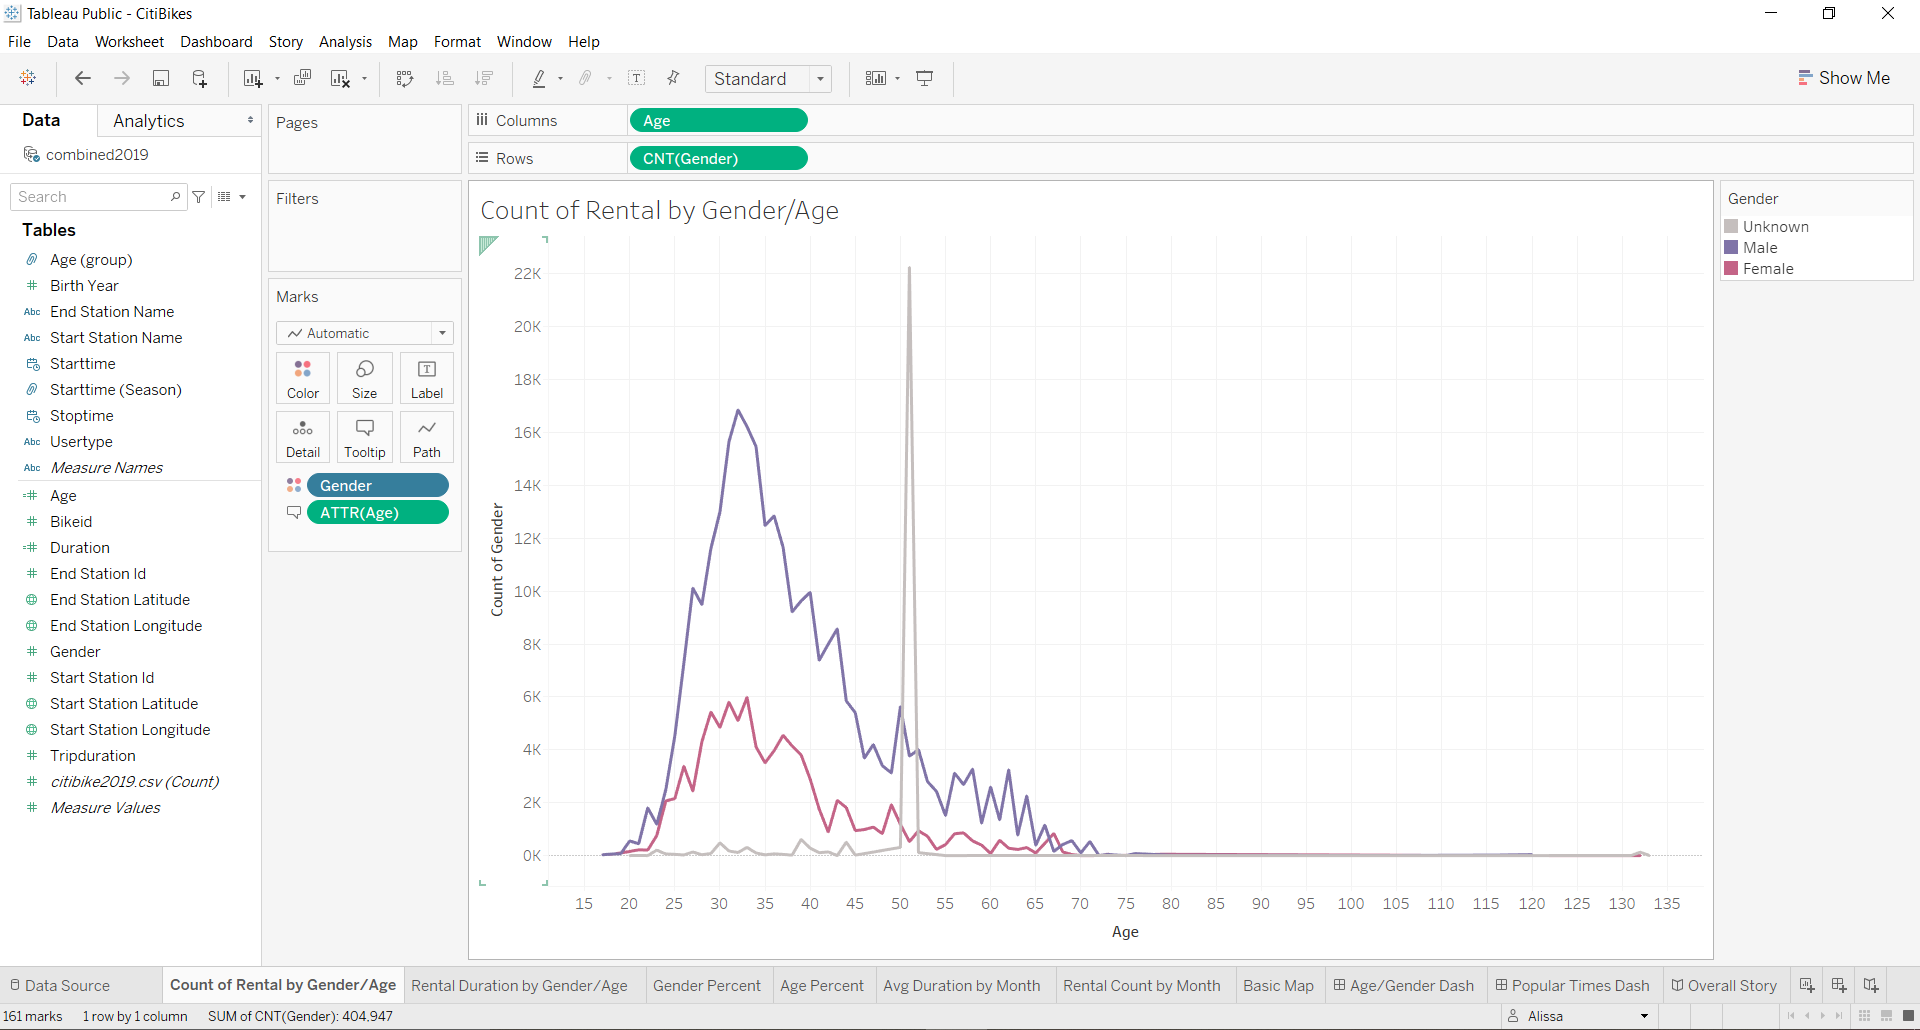 Tableau Public - CitiBikes
File Data Worksheet Dashboard Story Analysis Map Format Window Help
Standard
Show Me
Data
Analytics
combined2019
Search
Tables
Age (group)
Birth Year
Abc End Station Name
Abc Start Station Name
Starttime
Starttime (Season)
Stoptime
Abc Usertype
Abc Measure Names
Age
Bikeid
Duration
End Station Id
End Station Latitude
End Station Longitude
Gender
Start Station Id
Start Station Latitude
Start Station Longitude
Tripduration
citibike2019.csv (Count)
Measure Values
Pages
Filters
Marks
Automatic
Color Size Label
Detail Tooltip Path
Gender
ATTR(Age)
Columns Age
Rows CNT(Gender)
Count of Rental by Gender/Age
22K
20K
18K
16K
14K
12K
10K
8K
6K
4K
2K
0K
Count of Gender
15 20 25 30 35 40 45 50 55 60 65 70 75 80 85 90 95 100 105 110 115 120 125 130 135
Age
Gender
Unknown
Male
Female
Data Source
Count of Rental by Gender/Age
Rental Duration by Gender/Age
Gender Percent
Age Percent
Avg Duration by Month
Rental Count by Month
Basic Map
Age/Gender Dash
Popular Times Dash
Overall Story
161 marks 1 row by 1 column SUM of CNT(Gender): 404,947
Alissa